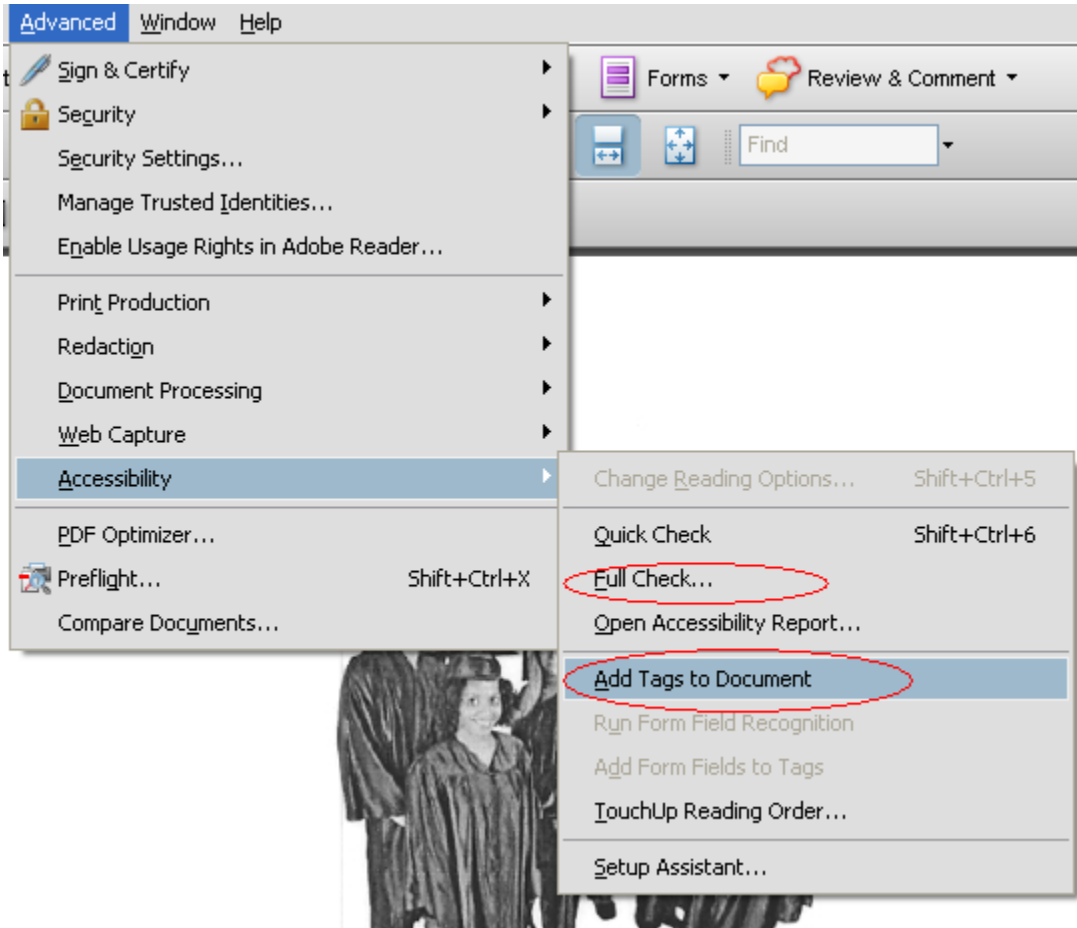 Advanced Window Help
Sign & Certify
Forms
Review & Comment
Security
Find
Security Settings...
Manage Trusted Identities...
Enable Usage Rights in Adobe Reader...
Print Production
Redaction
Document Processing
Web Capture
Accessibility
PDF Optimizer...
Preflight... Shift+Ctrl+X
Compare Documents...
Change Reading Options... Shift+Ctrl+5
Quick Check Shift+Ctrl+6
Full Check...
Open Accessibility Report...
Add Tags to Document
Run Form Field Recognition
Add Form Fields to Tags
TouchUp Reading Order...
Setup Assistant...